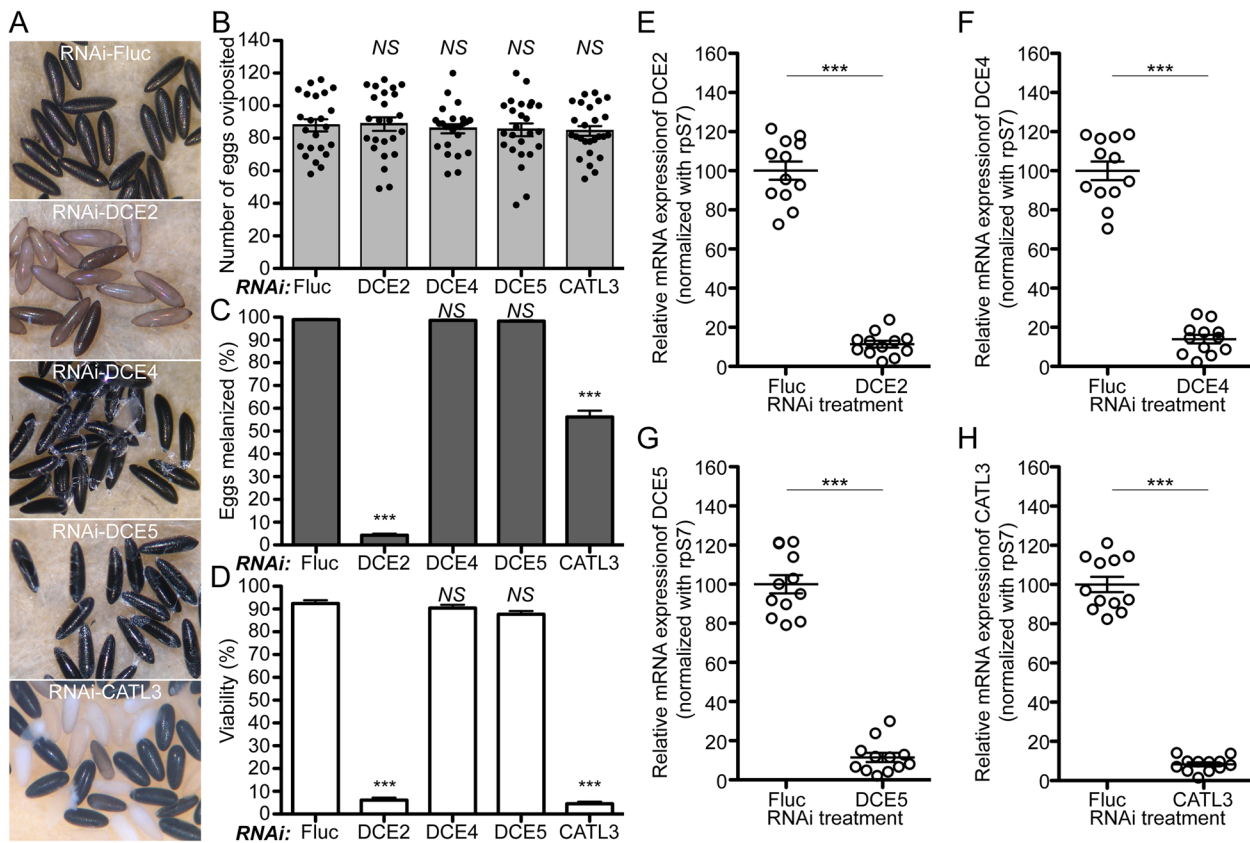 A
RNAi-Fluc
RNAi-DCE2
RNAi-DCE4
RNAi-DCE5
RNAi-CATL3
B
Number of eggs oviposited
140
120
100
80
60
40
20
0
NS NS NS NS
RNAi: Fluc DCE2 DCE4 DCE5 CATL3
C
Eggs melanized (%)
100
90
80
70
60
50
40
30
20
10
0
*** NS NS ***
RNAi: Fluc DCE2 DCE4 DCE5 CATL3
D
Viability (%)
100
90
80
70
60
50
40
30
20
10
0
*** NS NS ***
RNAi: Fluc DCE2 DCE4 DCE5 CATL3
E
Relative mRNA expressionof DCE2
(normalized with rpS7)
160
140
120
100
80
60
40
20
0
***
Fluc DCE2
RNAi treatment
F
Relative mRNA expressionof DCE4
(normalized with rpS7)
160
140
120
100
80
60
40
20
0
***
Fluc DCE4
RNAi treatment
G
Relative mRNA expressionof DCE5
(normalized with rpS7)
160
140
120
100
80
60
40
20
0
***
Fluc DCE5
RNAi treatment
H
Relative mRNA expressionof CATL3
(normalized with rpS7)
160
140
120
100
80
60
40
20
0
***
Fluc CATL3
RNAi treatment